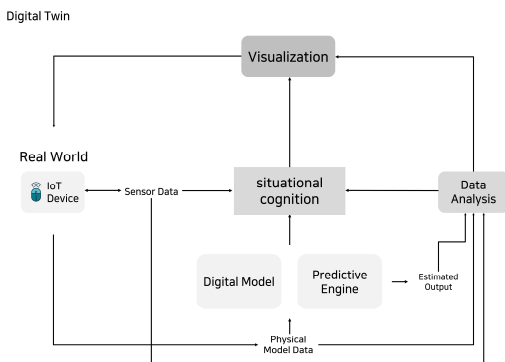 Digital Twin
Visualization
Real World
IoT
Device
Sensor Data
situational
cognition
Data
Analysis
Digital Model
Predictive
Engine
Estimated
Output
Physical
Model Data